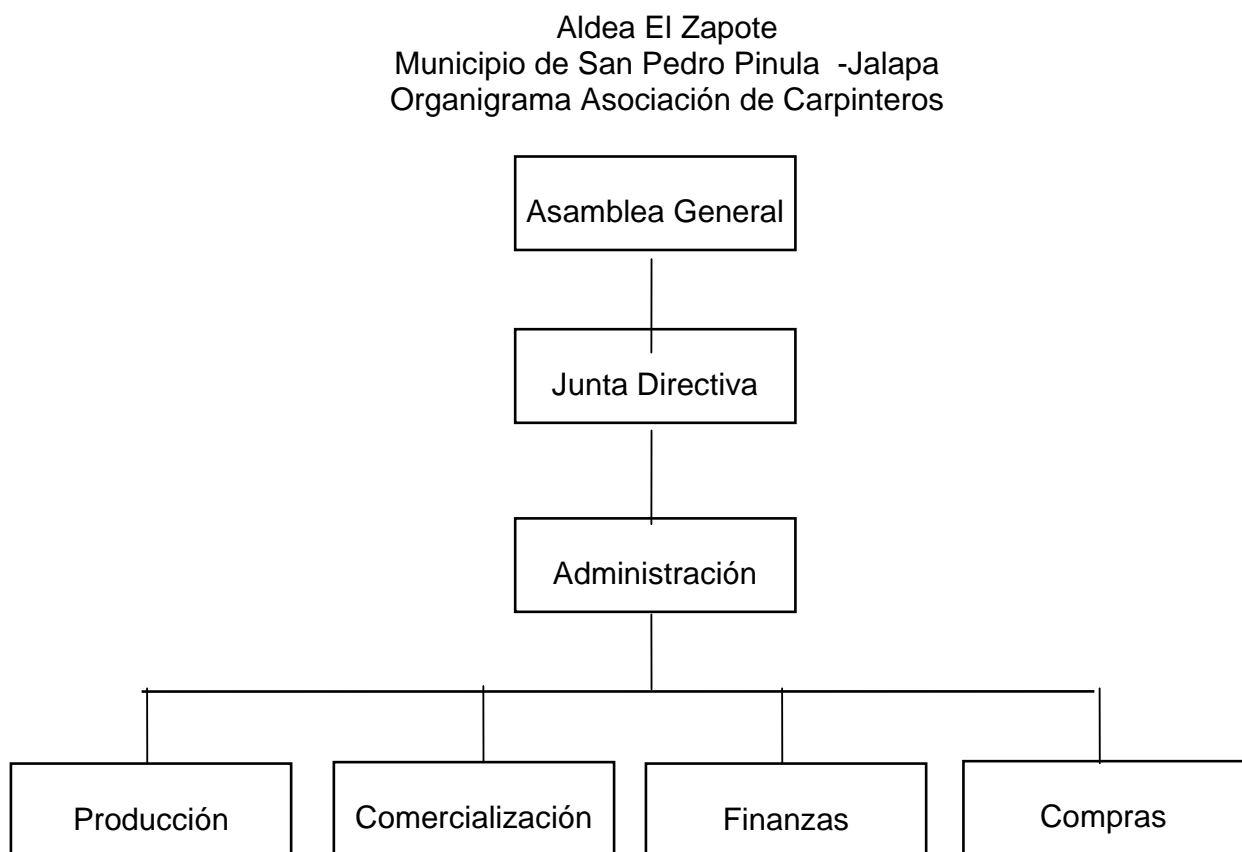 Aldea El Zapote
Municipio de San Pedro Pinula -Jalapa
Organigrama Asociación de Carpinteros
Asamblea General
Junta Directiva
Administración
Producción
Comercialización
Finanzas
Compras